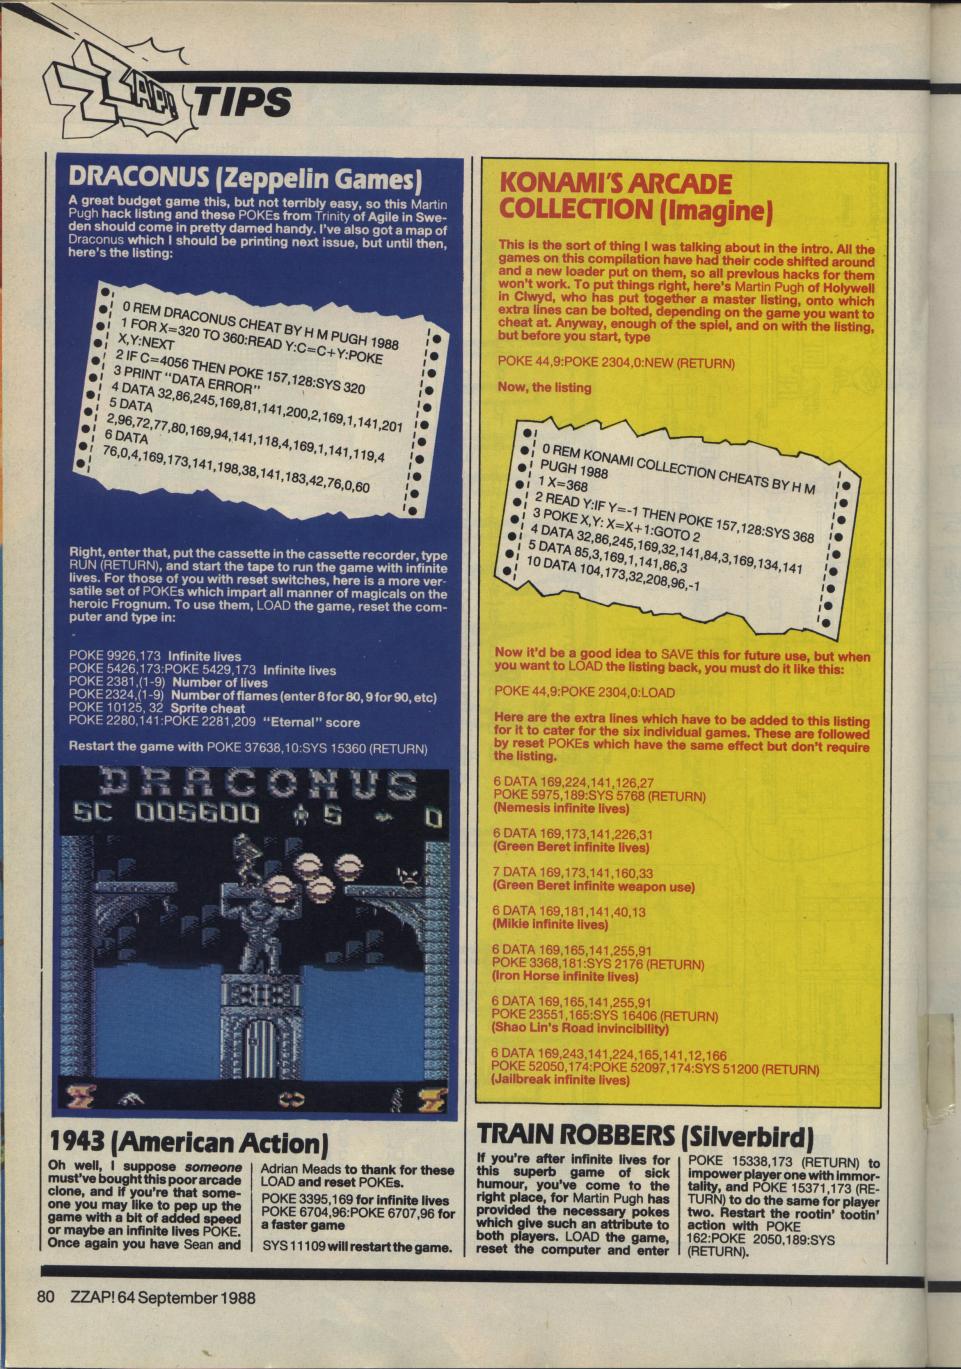 ZZAP! TIPS
DRACONUS (Zeppelin Games)
A great budget game this, but not terribly easy, so this Martin
Pugh hack listing and these POKEs from Trinity of Agile in Swe-
den should come in pretty darned handy. I've also got a map of
Draconus which I should be printing next issue, but until then,
here's the listing:
0 REM DRACONUS CHEAT BY H M PUGH 1988
1 FOR X=320 TO 360:READ Y:C=C+Y:POKE
X,Y:NEXT
2 IF C=4056 THEN POKE 157,128:SYS 320
3 PRINT "DATA ERROR"
4 DATA 32,86,245,169,81,141,200,2,169,1,141,201
5 DATA
2,96,72,77,80,169,94,141,118,4,169,1,141,119,4
6 DATA
76,0,4,169,173,141,198,38,141,183,42,76,0,60
Right, enter that, put the cassette in the cassette recorder, type
RUN (RETURN), and start the tape to run the game with infinite
lives. For those of you with reset switches, here is a more ver-
satile set of POKEs which impart all manner of magicals on the
heroic Frognum. To use them, LOAD the game, reset the com-
puter and type in:
POKE 9926,173 Infinite lives
POKE 5426,173:POKE 5429,173 Infinite lives
POKE 2381,(1-9) Number of lives
POKE 2324,(1-9) Number of flames (enter 8 for 80, 9 for 90, etc)
POKE 10125, 32 Sprite cheat
POKE 2280,141:POKE 2281,209 "Eternal" score
Restart the game with POKE 37638,10:SYS 15360 (RETURN)
DRACONUS
SC 005600 5 0
1943 (American Action)
Oh well, I suppose someone
must've bought this poor arcade
clone, and if you're that some-
one you may like to pep up the
game with a bit of added speed
or maybe an infinite lives POKE.
Once again you have Sean and
Adrian Meads to thank for these
LOAD and reset POKEs.
POKE 3395,169 for infinite lives
POKE 6704,96:POKE 6707,96 for
a faster game
SYS 11109 will restart the game.
KONAMI'S ARCADE
COLLECTION (Imagine)
This is the sort of thing I was talking about in the intro. All the
games on this compilation have had their code shifted around
and a new loader put on them, so all previous hacks for them
won't work. To put things right, here's Martin Pugh of Holywell
in Clwyd, who has put together a master listing, onto which
extra lines can be bolted, depending on the game you want to
cheat at. Anyway, enough of the spiel, and on with the listing,
but before you start, type
POKE 44,9:POKE 2304,0:NEW (RETURN)
Now, the listing
0 REM KONAMI COLLECTION CHEATS BY H M
PUGH 1988
1 X=368
2 READ Y:IF Y=-1 THEN POKE 157,128:SYS 368
3 POKE X,Y: X=X+1:GOTO 2
4 DATA 32,86,245,169,32,141,84,3,169,134,141
5 DATA 85,3,169,1,141,86,3
10 DATA 104,173,32,208,96,-1
Now it'd be a good idea to SAVE this for future use, but when
you want to LOAD the listing back, you must do it like this:
POKE 44,9:POKE 2304,0:LOAD
Here are the extra lines which have to be added to this listing
for it to cater for the six individual games. These are followed
by reset POKEs which have the same effect but don't require
the listing.
6 DATA 169,224,141,126,27
POKE 5975,189:SYS 5768 (RETURN)
(Nemesis infinite lives)
6 DATA 169,173,141,226,31
(Green Beret infinite lives)
7 DATA 169,173,141,160,33
(Green Beret infinite weapon use)
6 DATA 169,181,141,40,13
(Mikie infinite lives)
6 DATA 169,165,141,255,91
POKE 3368,181:SYS 2176 (RETURN)
(Iron Horse infinite lives)
6 DATA 169,165,141,255,91
POKE 23551,165:SYS 16406 (RETURN)
(Shao Lin's Road invincibility)
6 DATA 169,243,141,224,165,141,12,166
POKE 52050,174:POKE 52097,174:SYS 51200 (RETURN)
(Jailbreak infinite lives)
TRAIN ROBBERS (Silverbird)
If you're after infinite lives for
this superb game of sick
humour, you've come to the
right place, for Martin Pugh has
provided the necessary pokes
which give such an attribute to
both players. LOAD the game,
reset the computer and enter
POKE 15338,173 (RETURN) to
impower player one with immor-
tality, and POKE 15371,173 (RE-
TURN) to do the same for player
two. Restart the rootin' tootin'
action with POKE
162:POKE 2050,189:SYS
(RETURN).
80 ZZAP! 64 September 1988